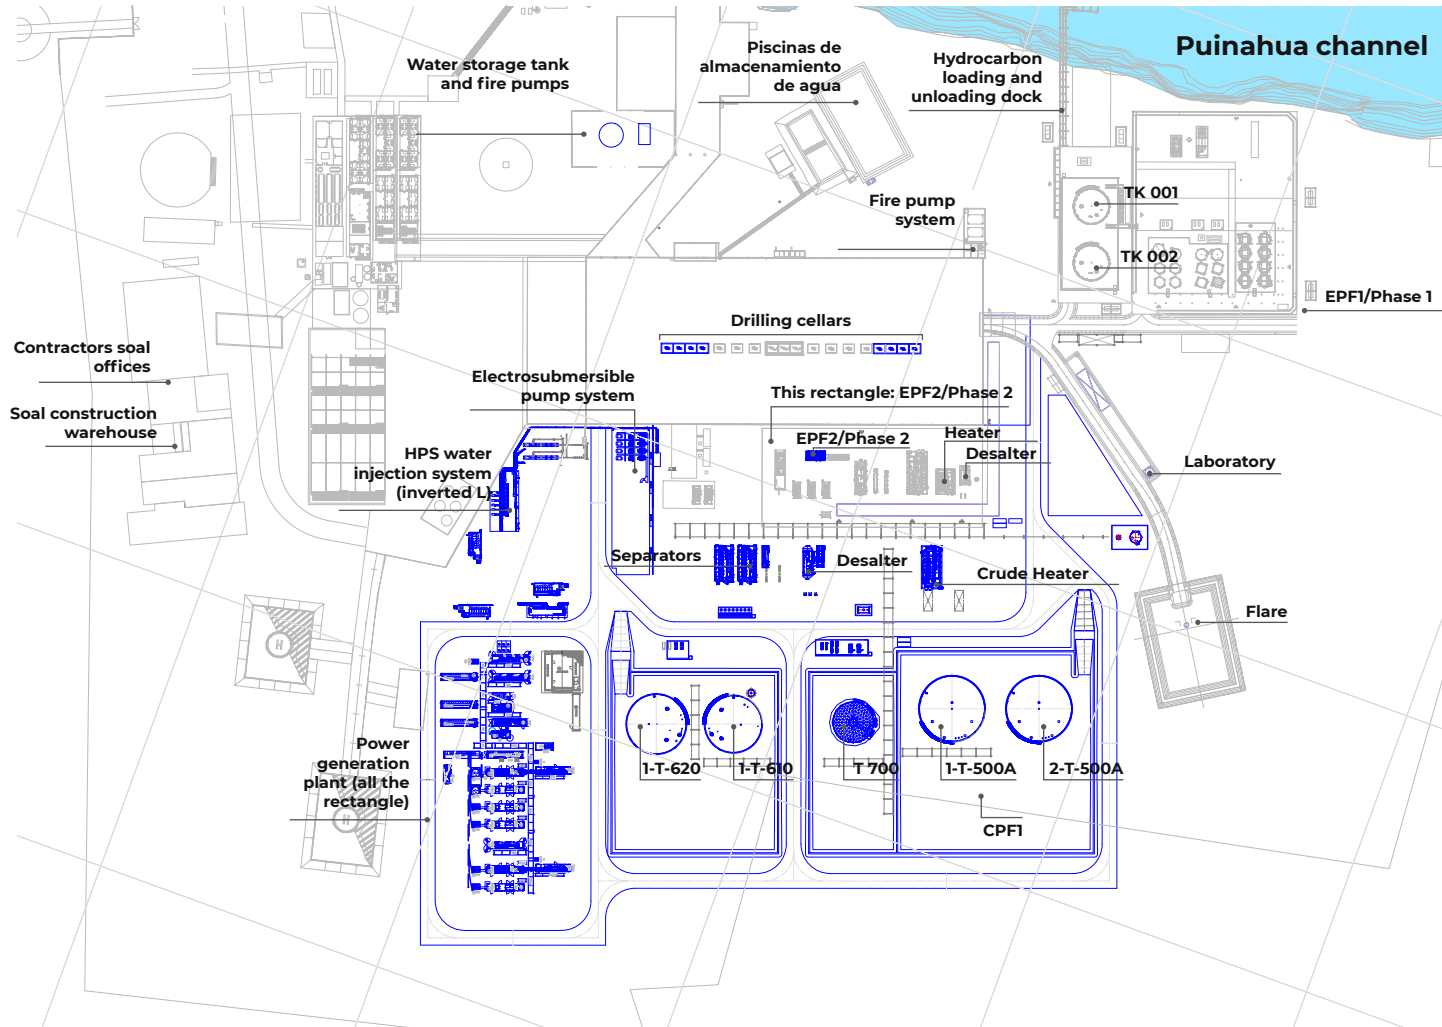 Puinahua channel
Water storage tank
and fire pumps
Piscinas de
almacenamiento
de agua
Hydrocarbon
loading and
unloading dock
TK 001
Fire pump
system
TK 002
EPF1/Phase 1
Drilling cellars
Contractors soal
offices
Electrosubmersible
pump system
This rectangle: EPF2/Phase 2
Soal construction
warehouse
EPF2/Phase 2
Heater
Desalter
HPS water
injection system
(inverted L)
Laboratory
Separators
Desalter
Crude Heater
Flare
H
Power
generation
plant (all the
rectangle)
1-T-620
1-T-610
T 700
1-T-500A
2-T-500A
H
CPF1